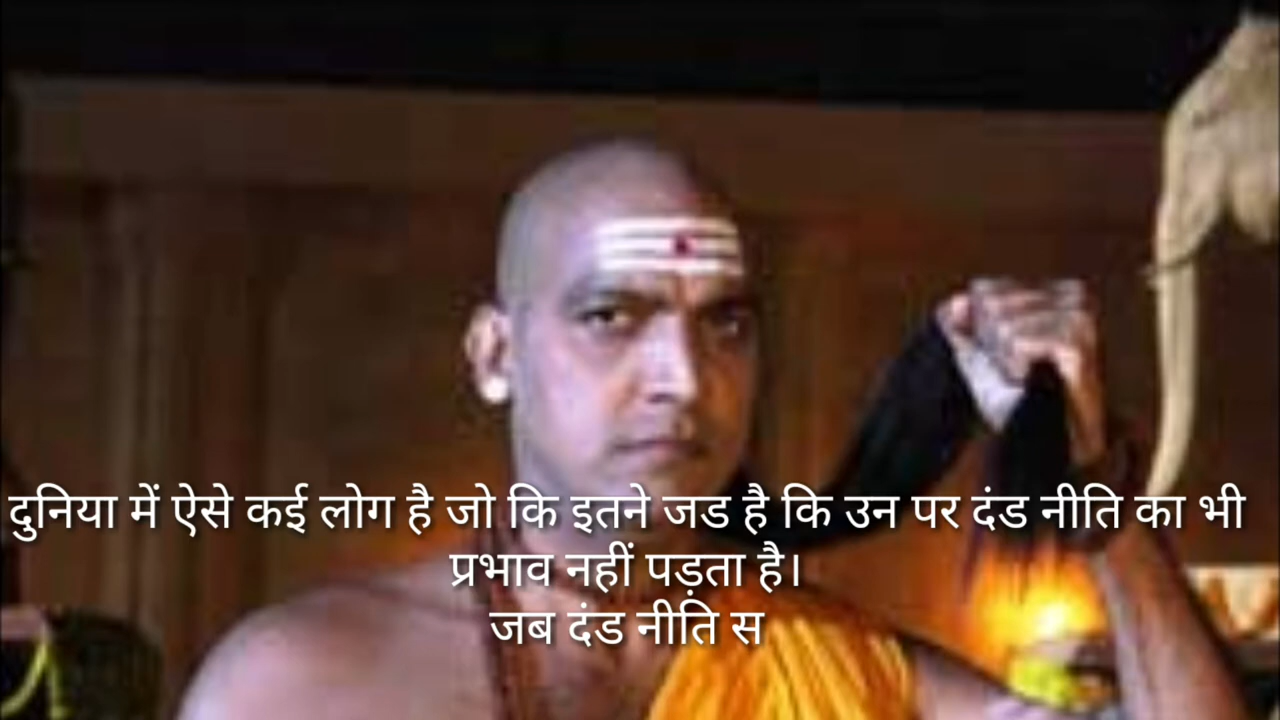 दुनिया में ऐसे कई लोग है जो कि इतने जड है कि उन पर दंड नीति का भी
प्रभाव नहीं पड़ता है।
जब दंड नीति स